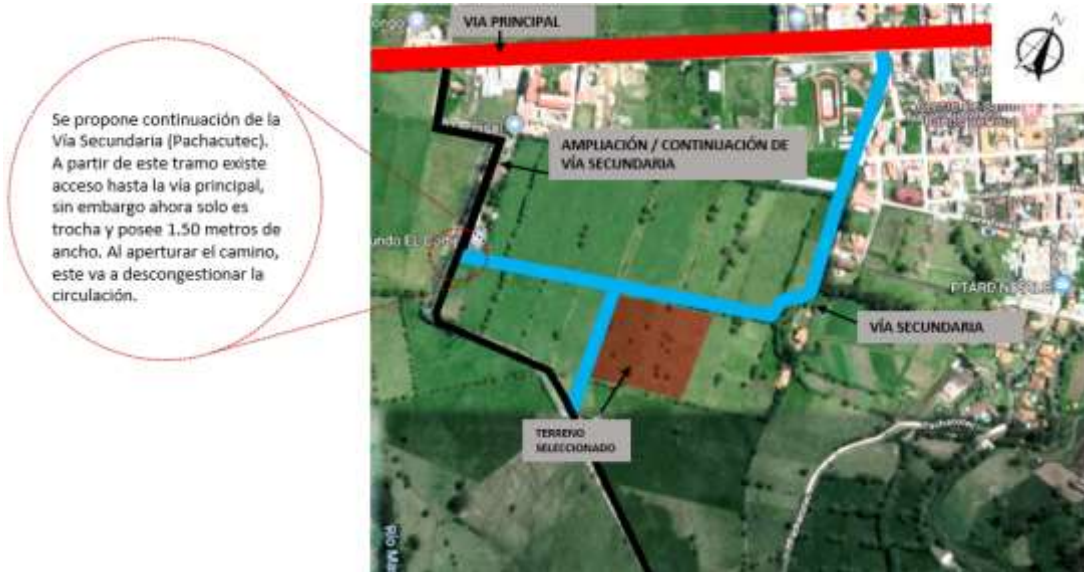 VIA PRINCIPAL
N
Se propone continuación de la
Vía Secundaria (Pachacutec).
A partir de este tramo existe
acceso hasta la vía principal,
sin embargo ahora solo es
trocha y posee 1.50 metros de
ancho. Al aperturar el camino,
este va a descongestionar la
circulación.
AMPLIACIÓN / CONTINUACIÓN DE
VÍA SECUNDARIA
PTARD NESTLE
VÍA SECUNDARIA
TERRENO
SELECCIONADO